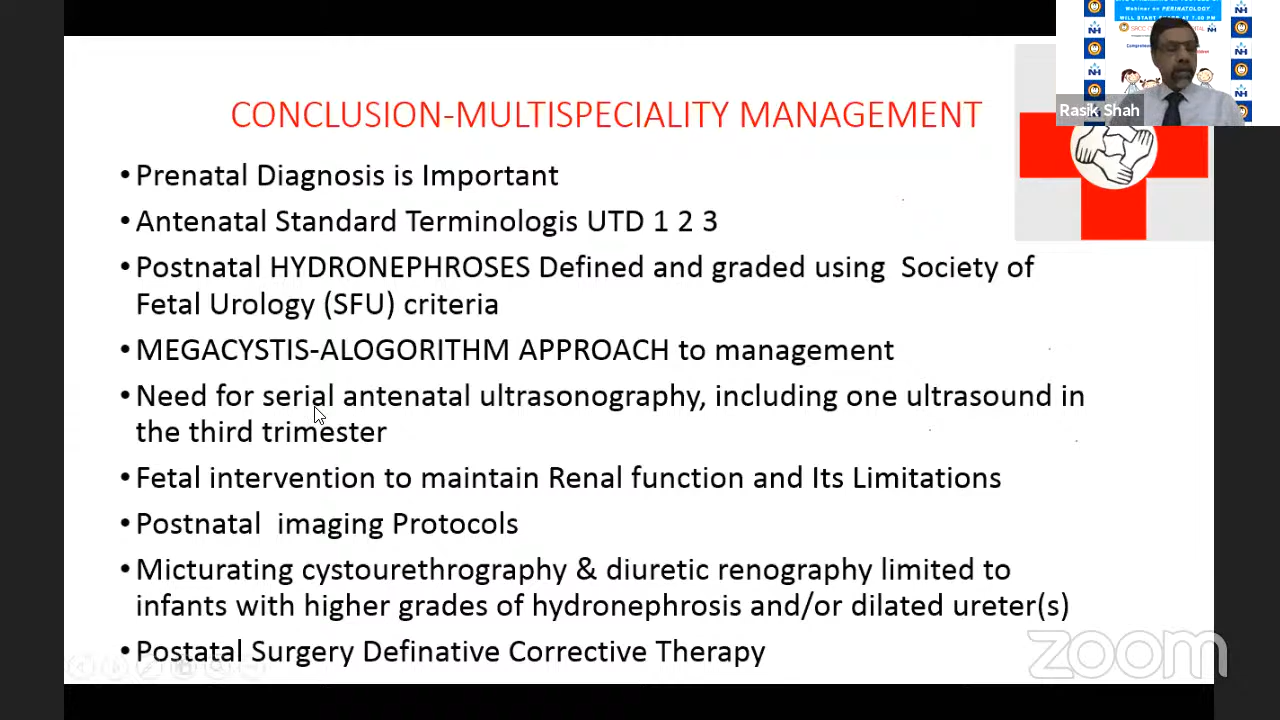 Webinar on PERINATOLOGY
Rasik Shah
CONCLUSION-MULTISPECIALITY MANAGEMENT
•Prenatal Diagnosis is Important
•Antenatal Standard Terminologis UTD 1 2 3
•Postnatal HYDRONEPHROSES Defined and graded using Society of
Fetal Urology (SFU) criteria
•MEGACYSTIS-ALOGORITHM APPROACH to management
•Need for serial antenatal ultrasonography, including one ultrasound in
the third trimester
•Fetal intervention to maintain Renal function and Its Limitations
•Postnatal imaging Protocols
•Micturating cystourethrography & diuretic renography limited to
infants with higher grades of hydronephrosis and/or dilated ureter(s)
•Postatal Surgery Definative Corrective Therapy
zoom